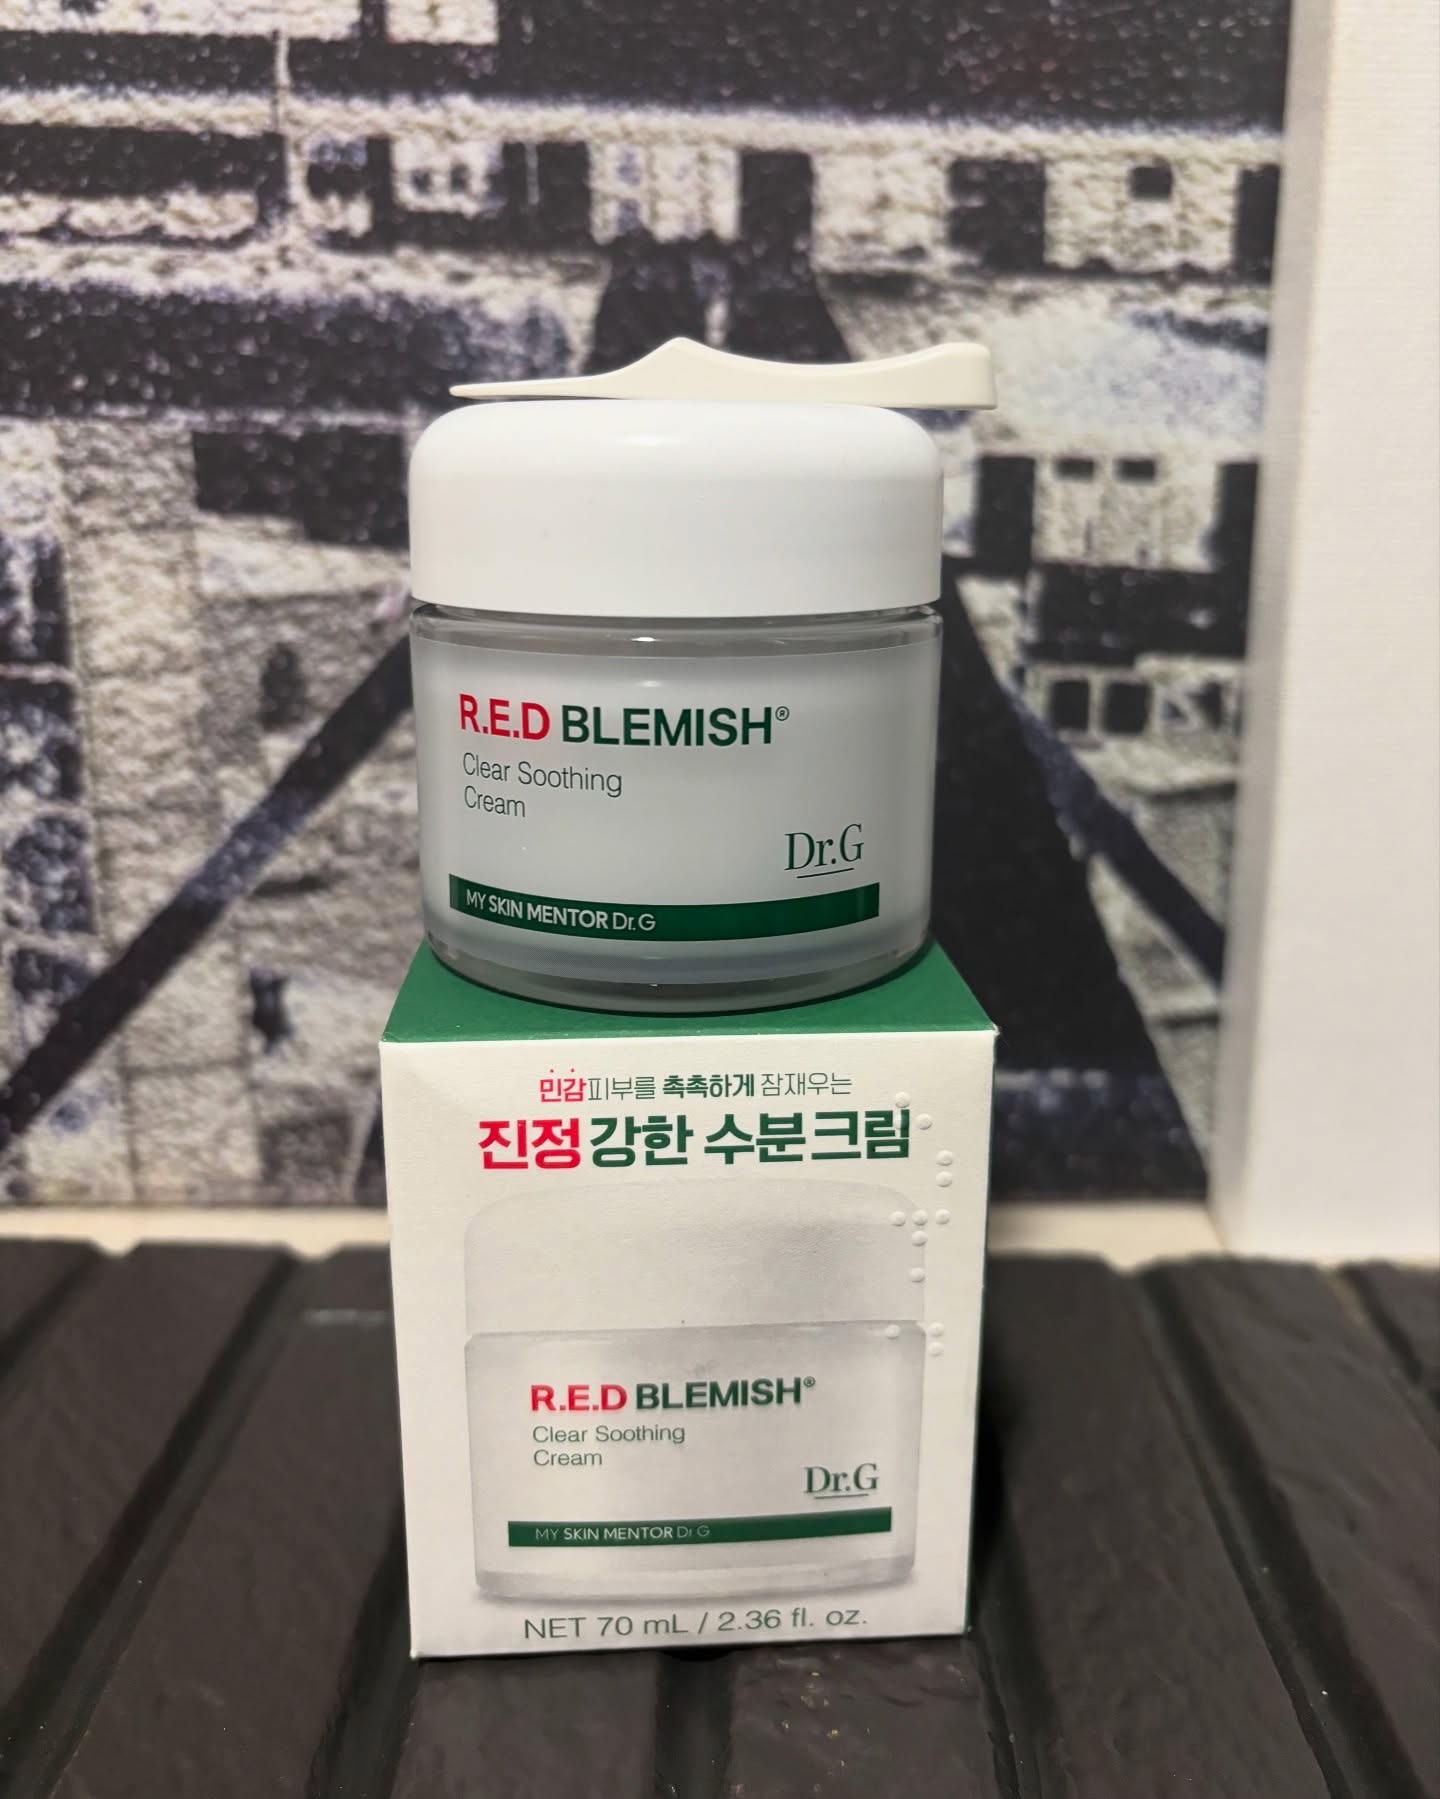 R.E.D BLEMISH®
Clear Soothing
Cream
Dr.G
MY SKIN MENTOR Dr.G
민감피부를 촉촉하게 잠재우는
진정 강한 수분크림
R.E.D BLEMISH®
Clear Soothing
Cream
Dr.G
MY SKIN MENTOR Dr.G
NET 70 mL / 2.36 fl. oz.